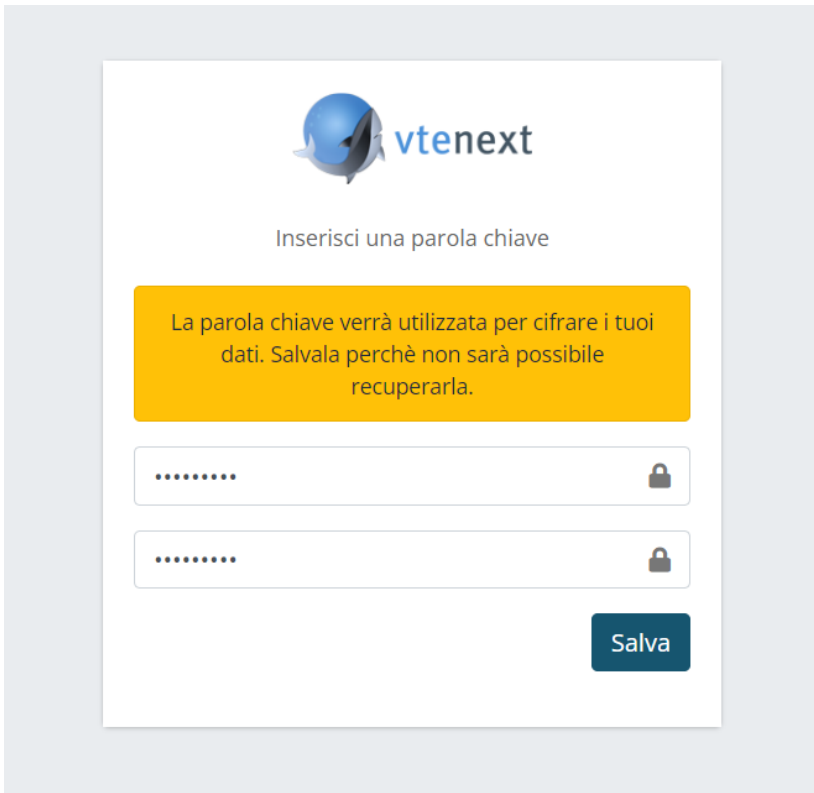 vtenext
Inserisci una parola chiave
La parola chiave verrà utilizzata per cifrare i tuoi
dati. Salvala perchè non sarà possibile
recuperarla.
•••••••••
•••••••••
Salva